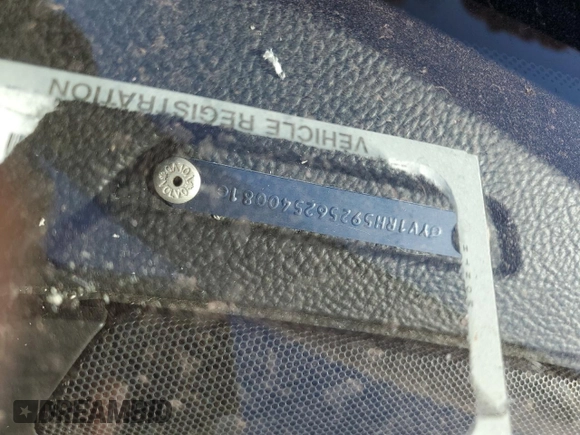 VEHICLE REGISTRATION
YV1RH592562540081
DREAMBID